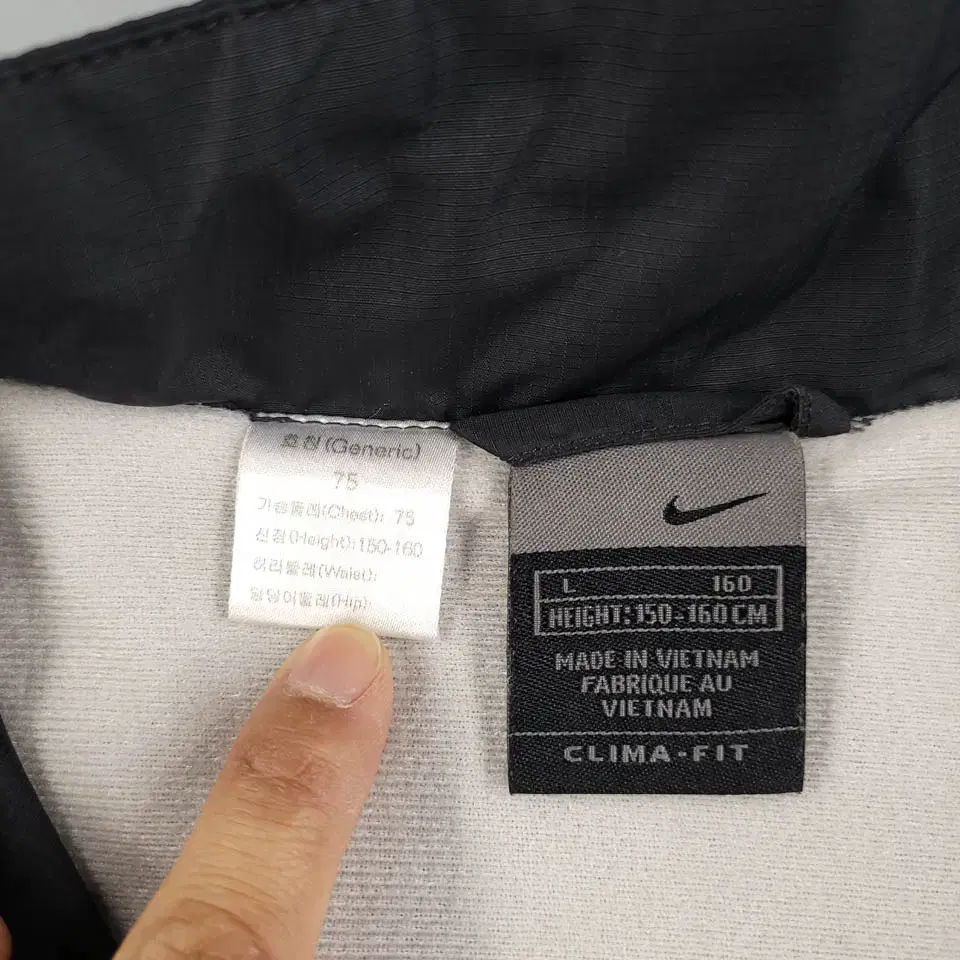 호칭(Generic)
75
가슴둘레(Chest): 75
신장(Height):150-160
허리둘레(Waist):
엉덩이둘레(Hip):
L 160
HEIGHT: 150-160 CM
MADE IN VIETNAM
FABRIQUE AU
VIETNAM
CLIMA-FIT